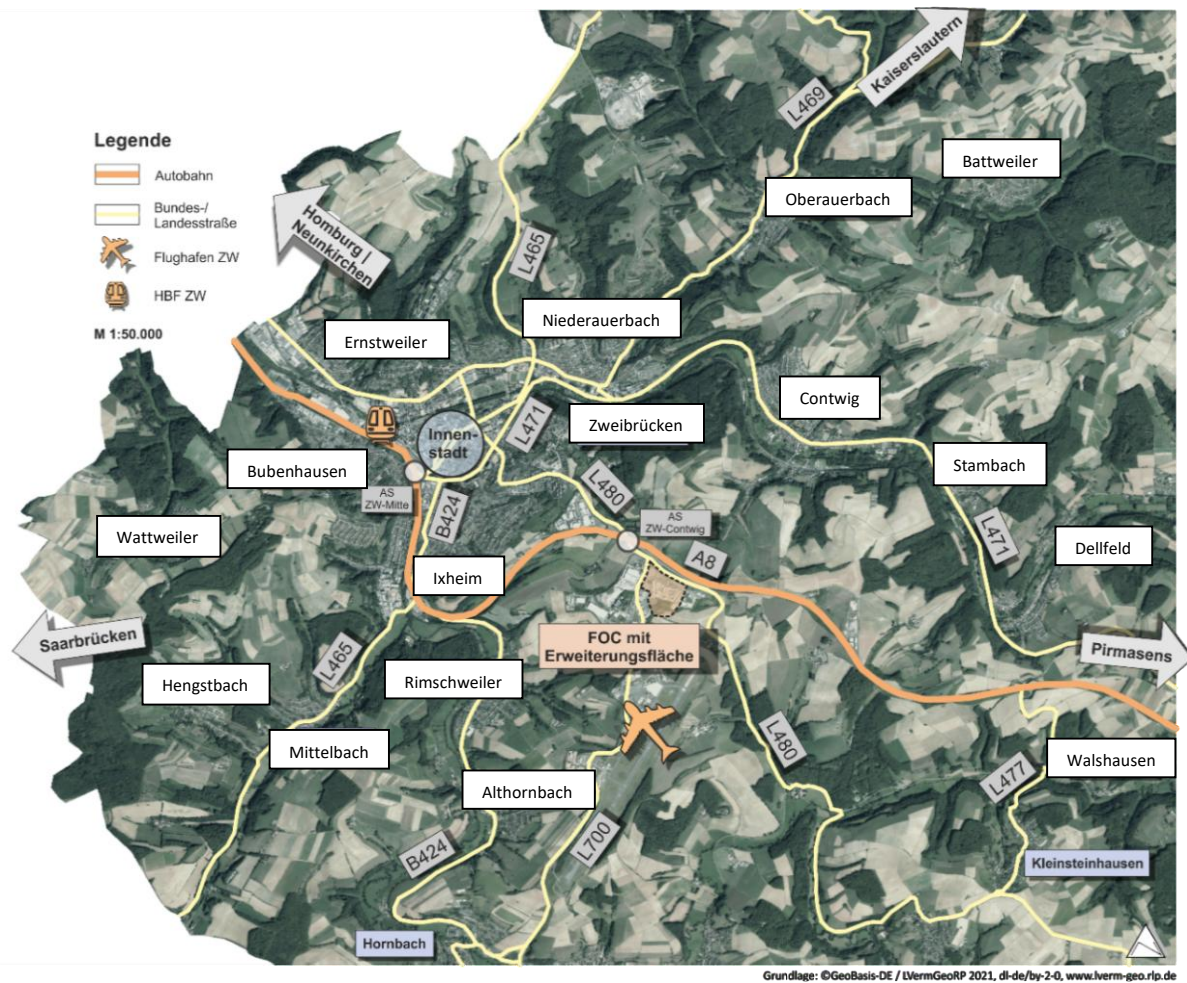 Kaiserslautern
L469
Legende
Autobahn
Bundes-/
Landesstraße
Flughafen ZW
HBF ZW
M 1:50.000
Homburg |
Neunkirchen
Battweiler
Oberauerbach
L465
Niederauerbach
Ernstweiler
Contwig
Zweibrücken
L471
Innen-
stadt
Bubenhausen
Stambach
AS
ZW-Mitte
B424
L480
AS
ZW-Contwig
Wattweiler
L471
Dellfeld
A8
Ixheim
Saarbrücken
FOC mit
Erweiterungsfläche
Pirmasens
L465
Hengstbach
Rimschweiler
Mittelbach
L480
Walshausen
L477
Althornbach
L700
B424
Kleinsteinhausen
Hornbach
Grundlage: ©GeoBasis-DE / LVermGeoRP 2021, dl-de/by-2-0, www.lverm-geo.rlp.de